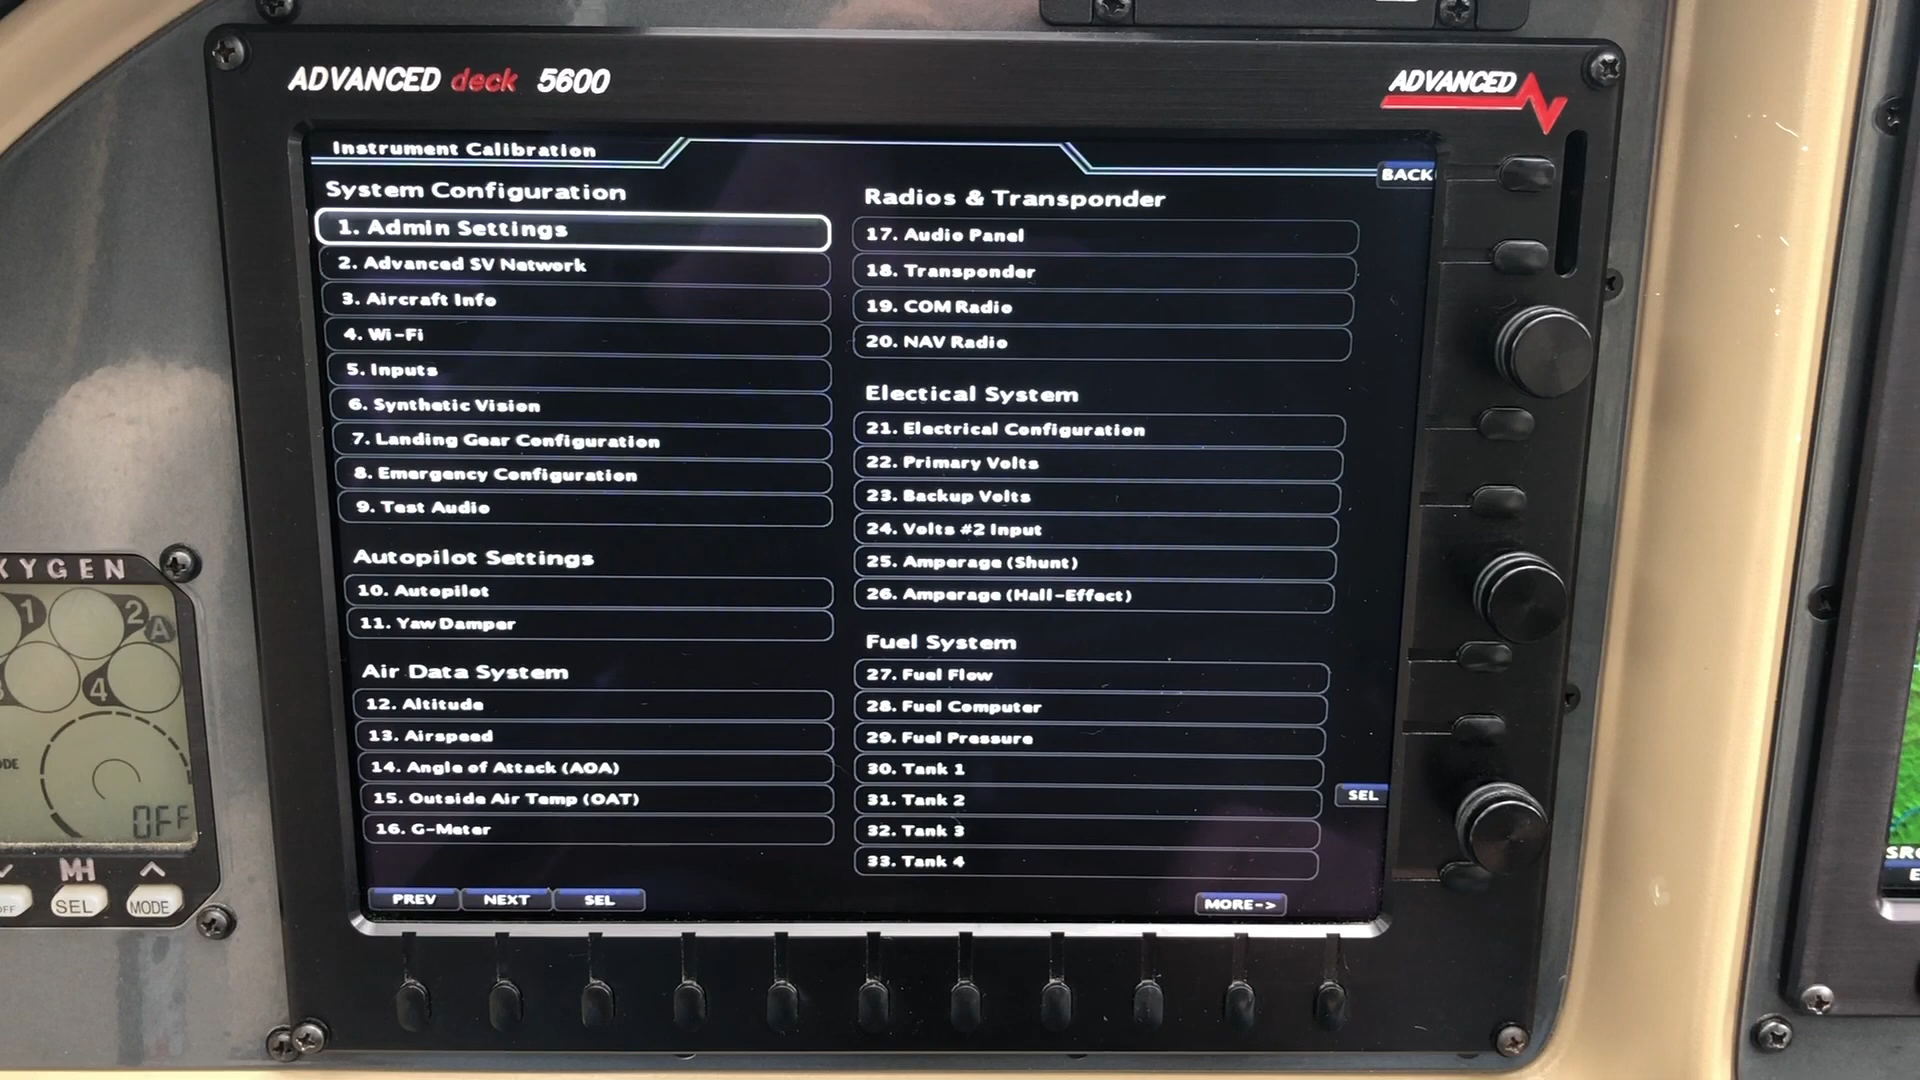 ADVANCED deck 5600
ADVANCED
Instrument Calibration
BACK
System Configuration
1. Admin Settings
2. Advanced SV Network
3. Aircraft Info
4. Wi-Fi
5. Inputs
6. Synthetic Vision
7. Landing Gear Configuration
8. Emergency Configuration
9. Test Audio
Autopilot Settings
10. Autopilot
11. Yaw Damper
Air Data System
12. Altitude
13. Airspeed
14. Angle of Attack (AOA)
15. Outside Air Temp (OAT)
16. G-Meter
Radios & Transponder
17. Audio Panel
18. Transponder
19. COM Radio
20. NAV Radio
Electical System
21. Electrical Configuration
22. Primary Volts
23. Backup Volts
24. Volts #2 Input
25. Amperage (Shunt)
26. Amperage (Hall-Effect)
Fuel System
27. Fuel Flow
28. Fuel Computer
29. Fuel Pressure
30. Tank 1
31. Tank 2
32. Tank 3
33. Tank 4
SEL
PREV NEXT SEL MORE->
XYGEN
1 2 A
4
OFF
MH
SEL MODE